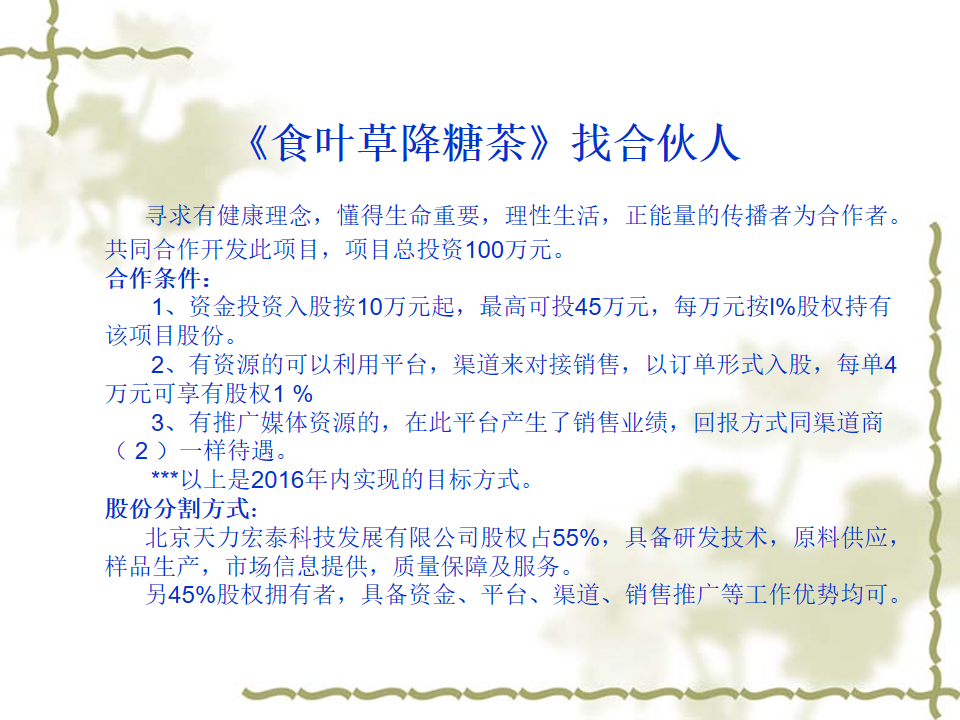 《食叶草降糖茶》找合伙人
寻求有健康理念，懂得生命重要，理性生活，正能量的传播者为合作者。
共同合作开发此项目，项目总投资100万元。
合作条件：
1、资金投资入股按10万元起，最高可投45万元，每万元按l%股权持有
该项目股份。
2、有资源的可以利用平台，渠道来对接销售，以订单形式入股，每单4
万元可享有股权1 %
3、有推广媒体资源的，在此平台产生了销售业绩，回报方式同渠道商
（ 2 ）一样待遇。
***以上是2016年内实现的目标方式。
股份分割方式：
北京天力宏泰科技发展有限公司股权占55%，具备研发技术，原料供应，
样品生产，市场信息提供，质量保障及服务。
另45%股权拥有者，具备资金、平台、渠道、销售推广等工作优势均可。